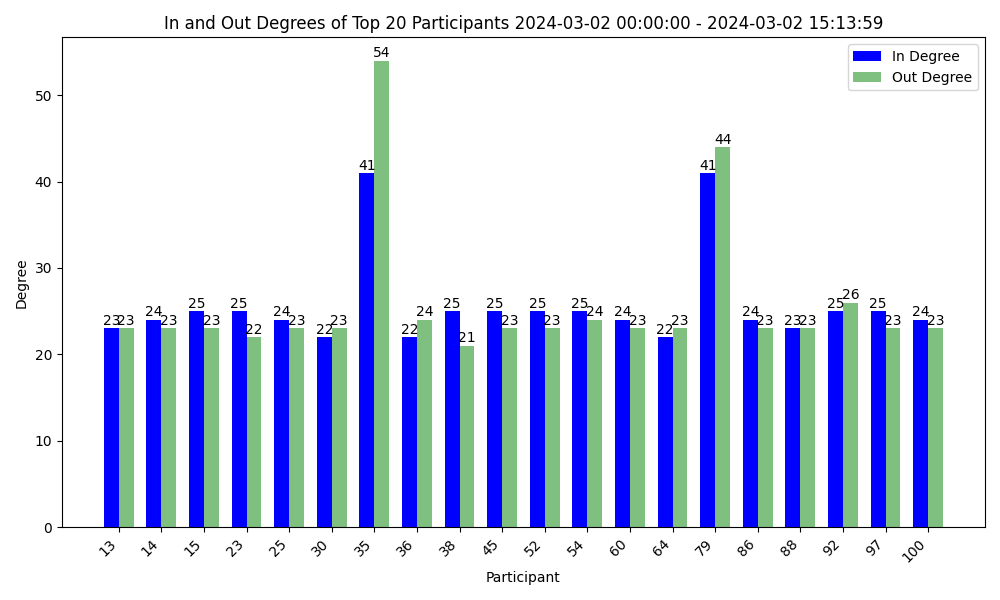 In and Out Degrees of Top 20 Participants 2024-03-02 00:00:00 - 2024-03-02 15:13:59
In Degree
Out Degree
Degree
50
40
30
20
10
0
23 23 24 23 25 23 25 22 24 23 22 23 41 54 22 24 25 21 25 23 25 23 25 24 24 23 22 23 41 44 24 23 23 23 25 26 25 23 24 23
13 14 15 23 25 30 35 36 38 45 52 54 60 64 79 86 88 92 97 100
Participant